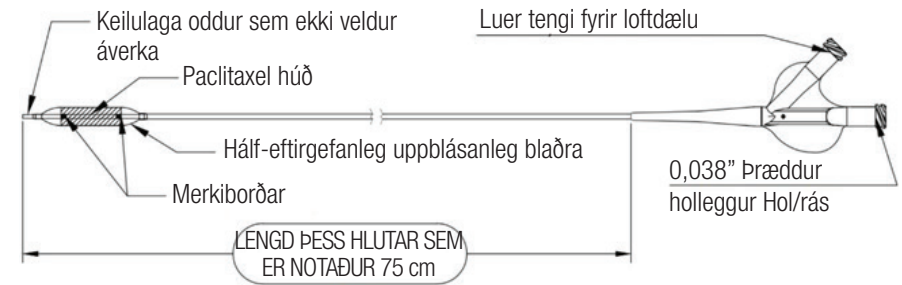 Keilulaga oddur sem ekki veldur
áverka
Paclitaxel húð
Hálf-eftirgefanleg uppblásanleg blaðra
Merkiborðar
Luer tengi fyrir loftdælu
0,038” Þræddur
holleggur Hol/rás
LENGD ÞESS HLUTAR SEM
ER NOTAÐUR 75 cm